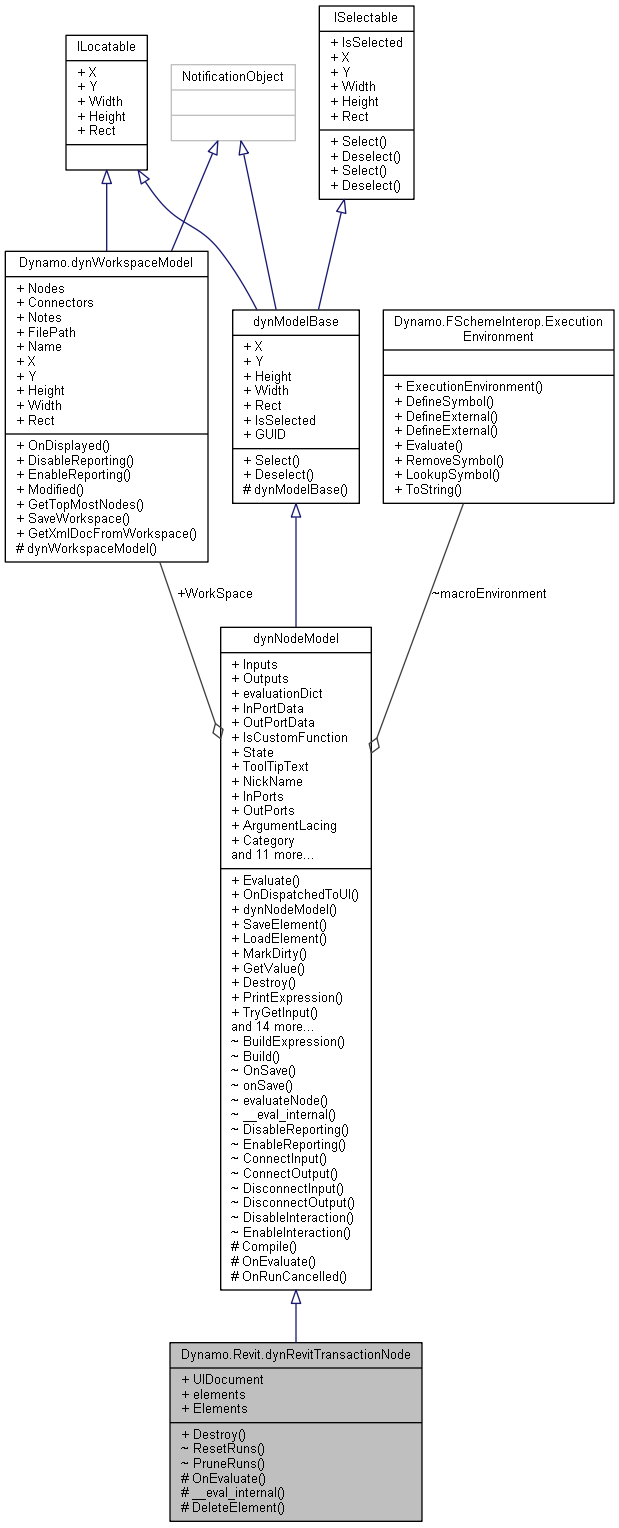 ISelectable
+ IsSelected
+ X
+ Y
+ Width
+ Height
+ Rect
+ Select()
+ Deselect()
+ Select()
+ Deselect()
ILocatable
+ X
+ Y
+ Width
+ Height
+ Rect
NotificationObject
Dynamo.dynWorkspaceModel
+ Nodes
+ Connectors
+ Notes
+ FilePath
+ Name
+ X
+ Y
+ Height
+ Width
+ Rect
+ OnDisplayed()
+ DisableReporting()
+ EnableReporting()
+ Modified()
+ GetTopMostNodes()
+ SaveWorkspace()
+ GetXmlDocFromWorkspace()
# dynWorkspaceModel()
dynModelBase
+ X
+ Y
+ Height
+ Width
+ Rect
+ IsSelected
+ GUID
+ Select()
+ Deselect()
# dynModelBase()
Dynamo.FSchemeInterop.Execution
Environment
+ ExecutionEnvironment()
+ DefineSymbol()
+ DefineExternal()
+ DefineExternal()
+ Evaluate()
+ RemoveSymbol()
+ LookupSymbol()
+ ToString()
+WorkSpace
~macroEnvironment
dynNodeModel
+ Inputs
+ Outputs
+ evaluationDict
+ InPortData
+ OutPortData
+ IsCustomFunction
+ State
+ ToolTipText
+ NickName
+ InPorts
+ OutPorts
+ ArgumentLacing
+ Category
and 11 more...
+ Evaluate()
+ OnDispatchedToUI()
+ dynNodeModel()
+ SaveElement()
+ LoadElement()
+ MarkDirty()
+ GetValue()
+ Destroy()
+ PrintExpression()
+ TryGetInput()
and 14 more...
~ BuildExpression()
~ Build()
~ OnSave()
~ onSave()
~ evaluateNode()
~ __eval_internal()
~ DisableReporting()
~ EnableReporting()
~ ConnectInput()
~ ConnectOutput()
~ DisconnectInput()
~ DisconnectOutput()
~ DisableInteraction()
~ EnableInteraction()
# Compile()
# OnEvaluate()
# OnRunCancelled()
Dynamo.Revit.dynRevitTransactionNode
+ UIDocument
+ elements
+ Elements
+ Destroy()
~ ResetRuns()
~ PruneRuns()
# OnEvaluate()
# __eval_internal()
# DeleteElement()